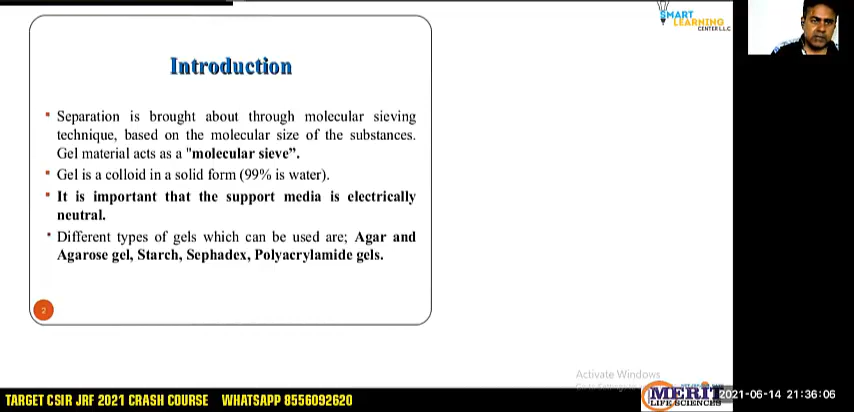 SMART
LEARNING
CENTER L.L.C
Introduction
Separation is brought about through molecular sieving
technique, based on the molecular size of the substances.
Gel material acts as a "molecular sieve”.
Gel is a colloid in a solid form (99% is water).
It is important that the support media is electrically
neutral.
Different types of gels which can be used are; Agar and
Agarose gel, Starch, Sephadex, Polyacrylamide gels.
2
Activate Windows
MERIT
LIFE SCIENCES
2021-06-14 21:36:06
TARGET CSIR JRF 2021 CRASH COURSE WHATSAPP 8556092620